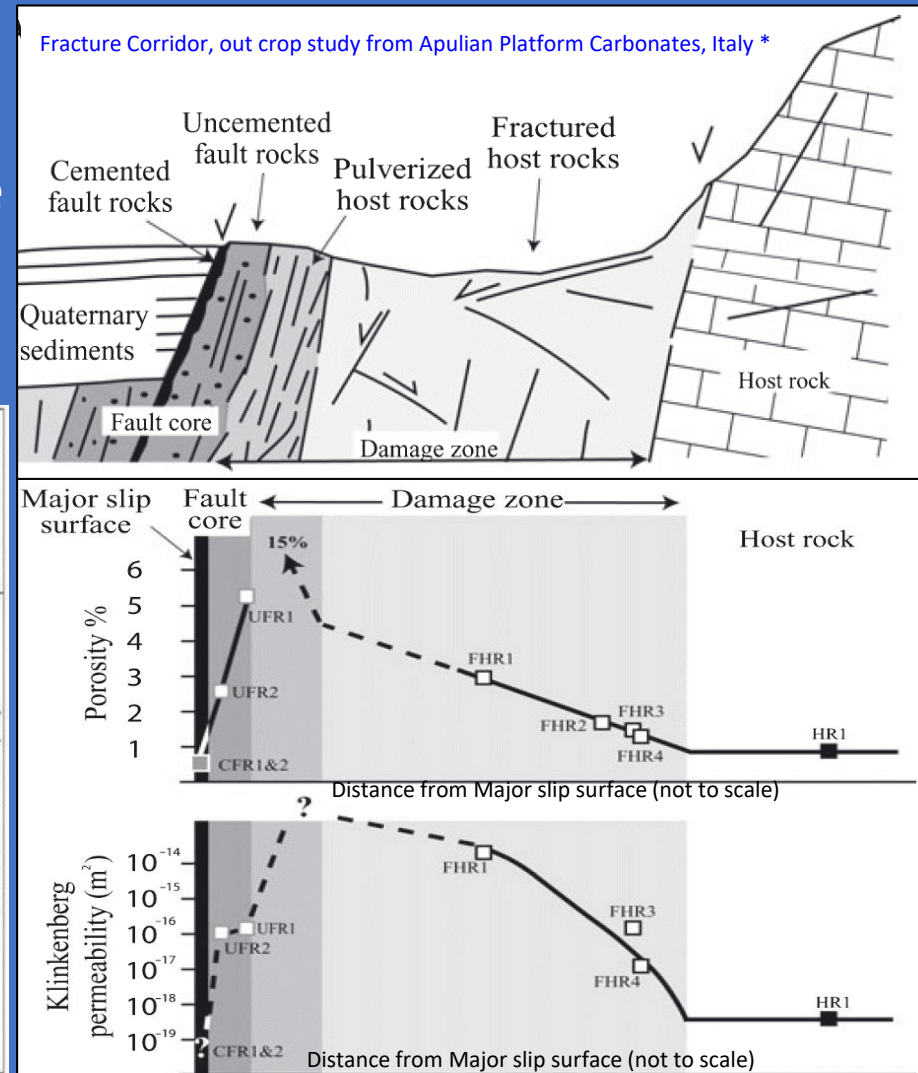 Fracture Corridor, out crop study from Apulian Platform Carbonates, Italy *
Uncemented
fault rocks
Fractured
host rocks
Cemented
fault rocks
Pulverized
host rocks
Quaternary
sediments
Host rock
Fault core
Damage zone
Major slip
surface
Fault
core
Damage zone
Host rock
15%
Porosity %
6
5
4
3
2
1
UFR1
UFR2
CFR1&2
FHR1
FHR2
FHR3
FHR4
HR1
Distance from Major slip surface (not to scale)
?
Klinkenberg
permeability (m²)
10⁻¹⁴
10⁻¹⁵
10⁻¹⁶
10⁻¹⁷
10⁻¹⁸
10⁻¹⁹
UFR1
UFR2
?
CFR1&2
FHR1
FHR3
FHR4
HR1
Distance from Major slip surface (not to scale)